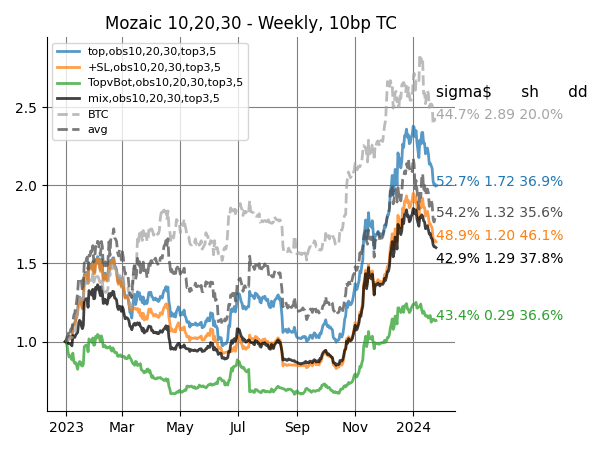 Mozaic 10,20,30 - Weekly, 10bp TC
top,obs10,20,30,top3,5
+SL,obs10,20,30,top3,5
TopvBot,obs10,20,30,top3,5
mix,obs10,20,30,top3,5
BTC
avg
sigma$ sh dd
44.7% 2.89 20.0%
52.7% 1.72 36.9%
54.2% 1.32 35.6%
48.9% 1.20 46.1%
42.9% 1.29 37.8%
43.4% 0.29 36.6%
2.5
2.0
1.5
1.0
2023 Mar May Jul Sep Nov 2024